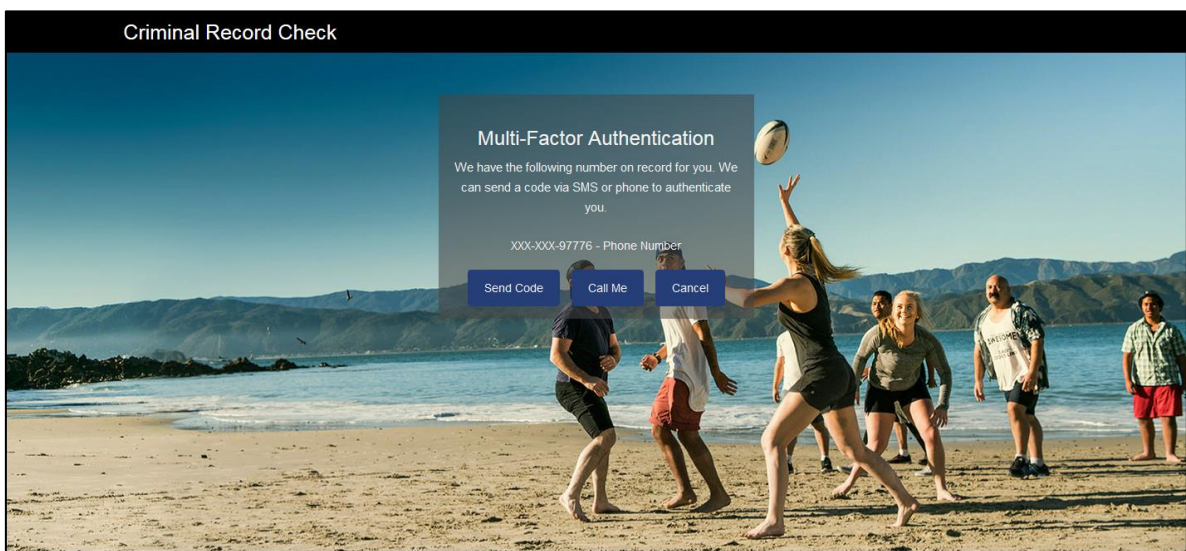 Criminal Record Check
Multi-Factor Authentication
We have the following number on record for you. We
can send a code via SMS or phone to authenticate
you.
XXX-XXX-97776 - Phone Number
Send Code
Call Me
Cancel
AWESOME